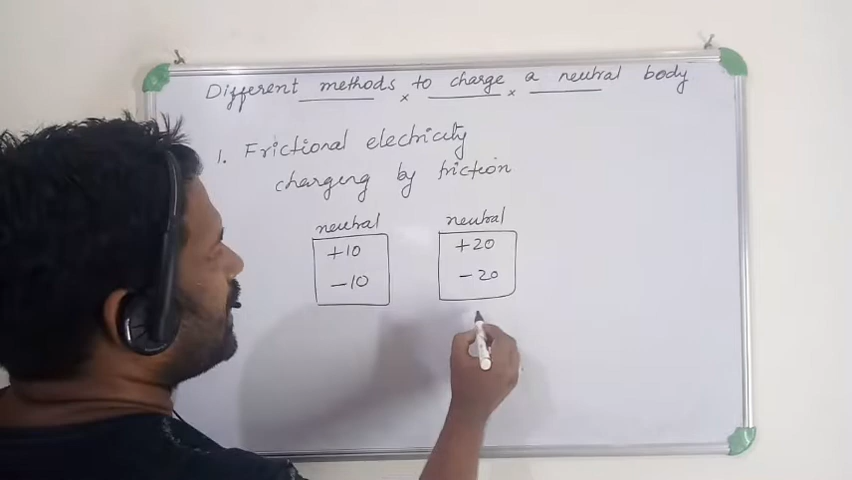 Different methods to charge a neutral body
x x
1. Frictional electricity
charging by friction
neutral neutral
+10 +20
-10 -20